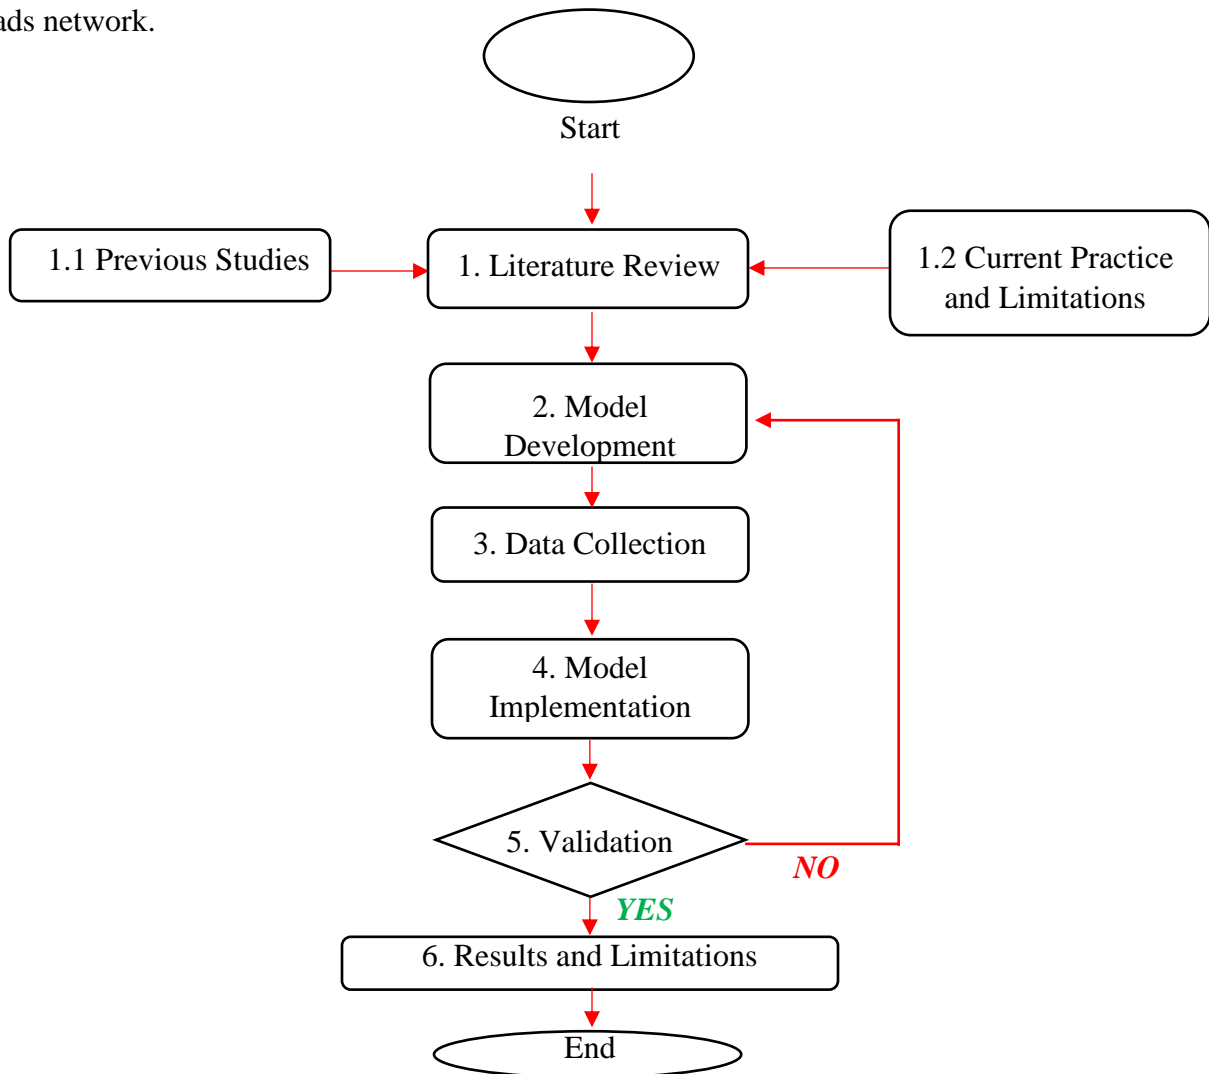 ads network.
Start
1.1 Previous Studies
1. Literature Review
1.2 Current Practice
and Limitations
2. Model
Development
3. Data Collection
4. Model
Implementation
5. Validation
NO
YES
6. Results and Limitations
End